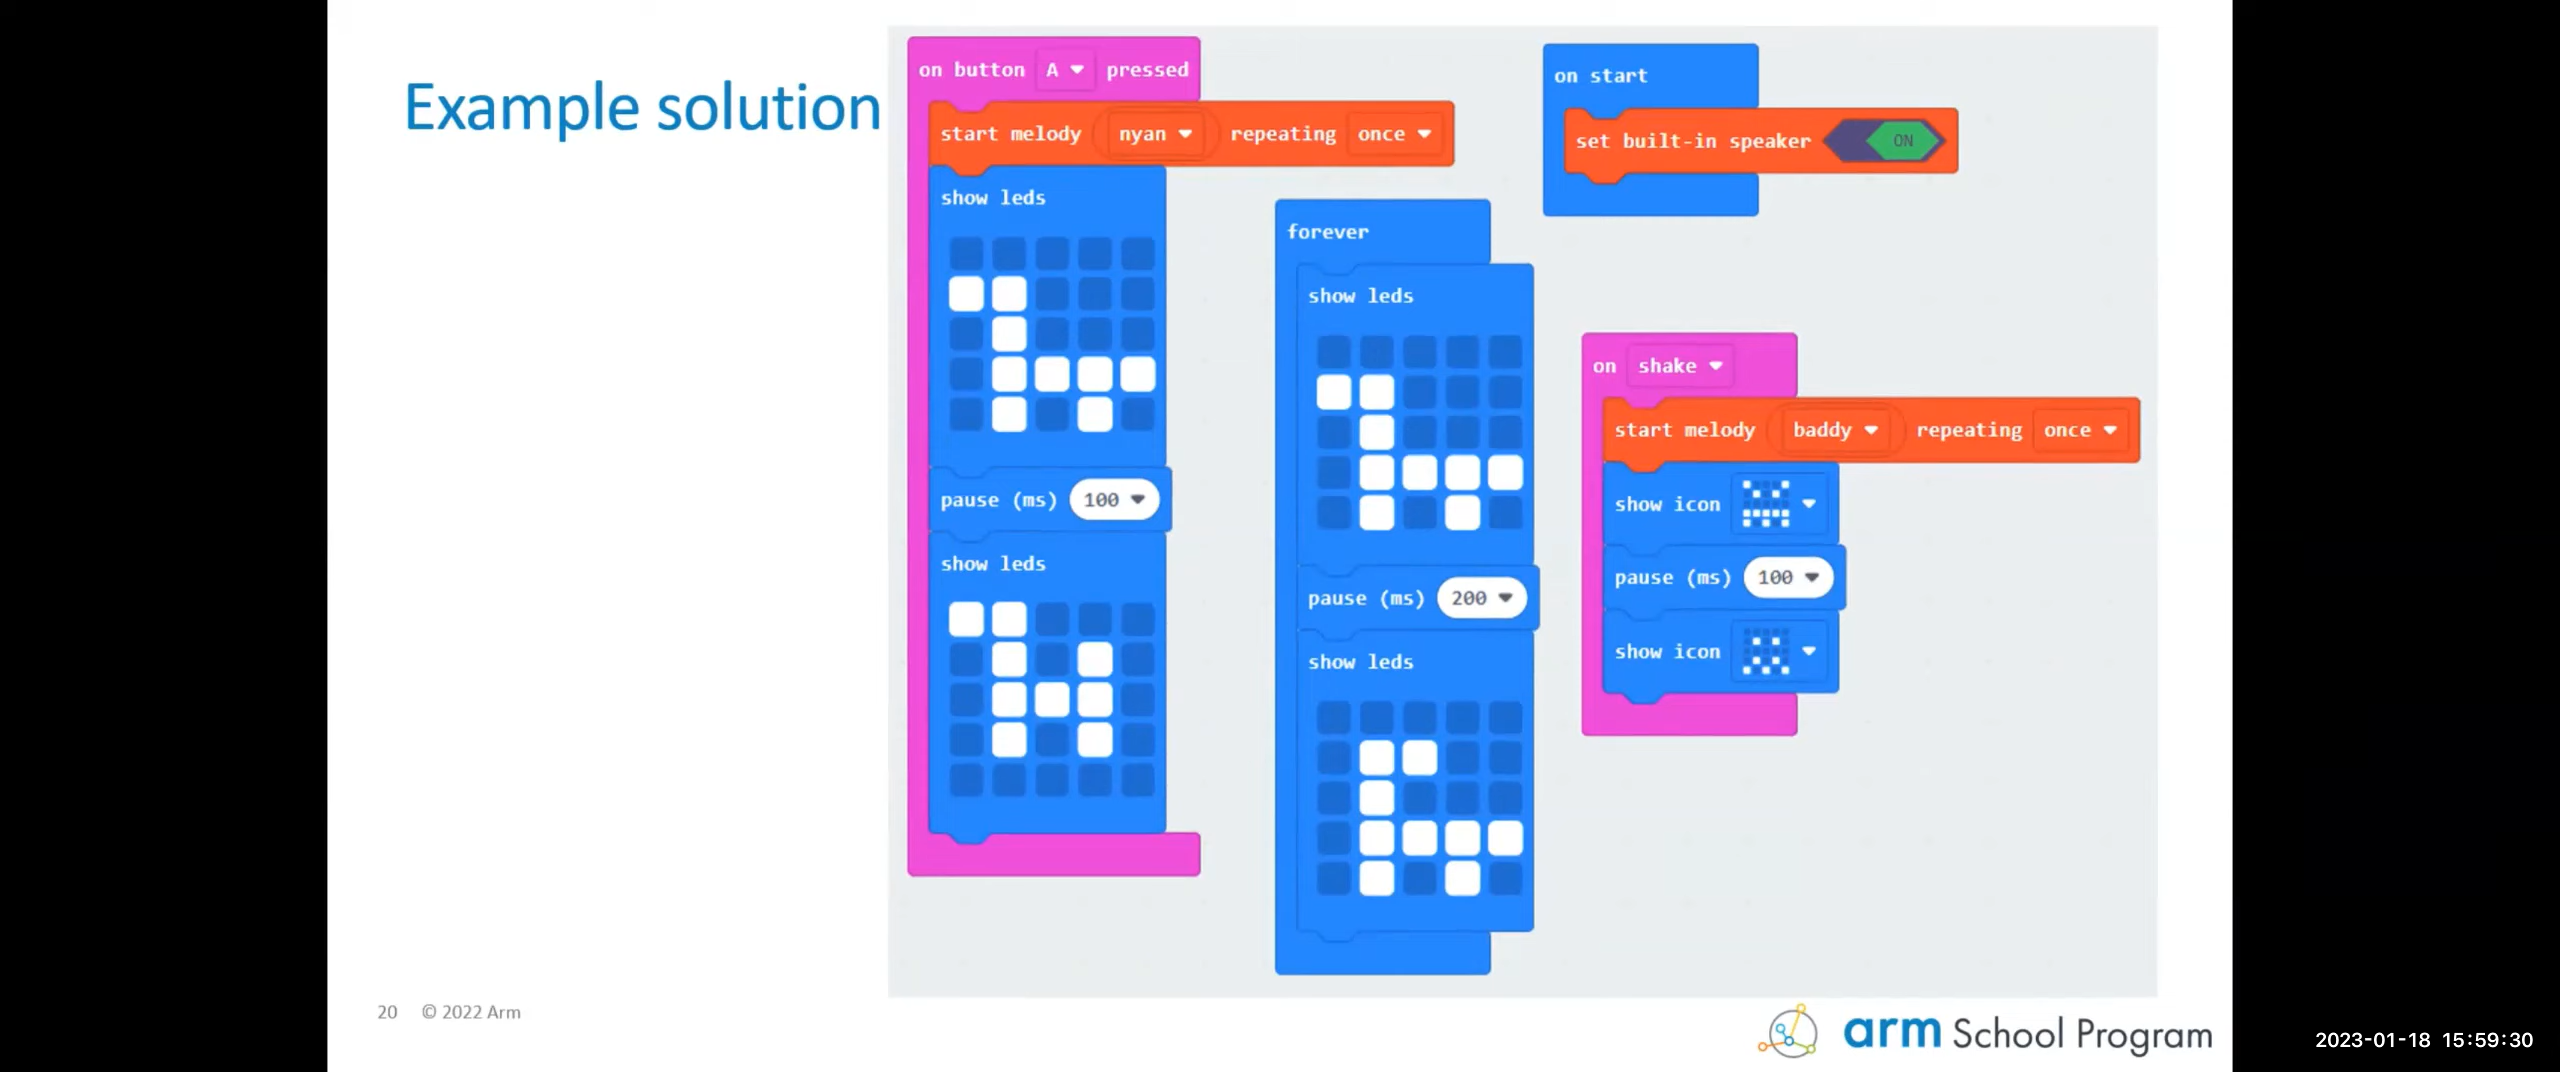 Example solution
on button A pressed
start melody nyan repeating once
show leds
pause (ms) 100
show leds
forever
show leds
pause (ms) 200
show leds
on start
set built-in speaker ON
on shake
start melody baddy repeating once
show icon
pause (ms) 100
show icon
20 © 2022 Arm
arm School Program
2023-01-18 15:59:30